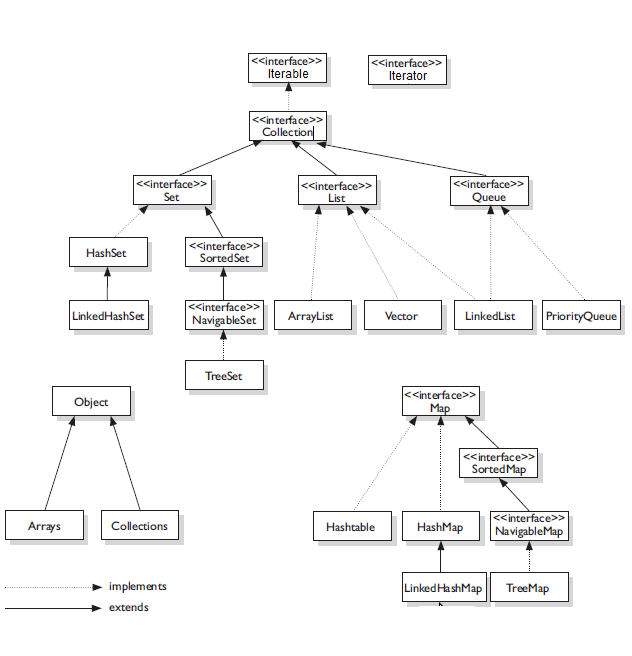 <<interface>>
Iterable
<<interface>>
Iterator
<<interface>>
Collection
<<interface>>
Set
<<interface>>
List
<<interface>>
Queue
HashSet
<<interface>>
SortedSet
LinkedHashSet
<<interface>>
NavigableSet
ArrayList
Vector
LinkedList
PriorityQueue
TreeSet
Object
<<interface>>
Map
<<interface>>
SortedMap
Arrays
Collections
Hashtable
HashMap
<<interface>>
NavigableMap
LinkedHashMap
TreeMap
implements
extends